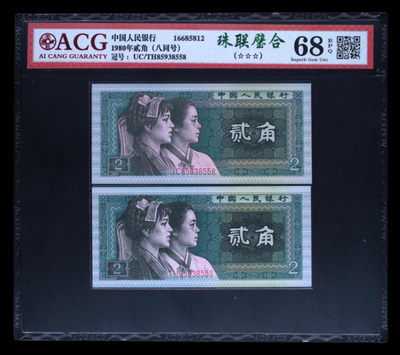 ACG
AI CANG GUARANTY
中国人民银行 16685812
1980年贰角（八同号）
冠号：UC/TH85938558
珠联璧合
（☆☆☆）
68 EPQ
Superb Gem Unc
中国人民银行
贰角
2 2
UC85938558
中国人民银行
贰角
2 2
TH85938558